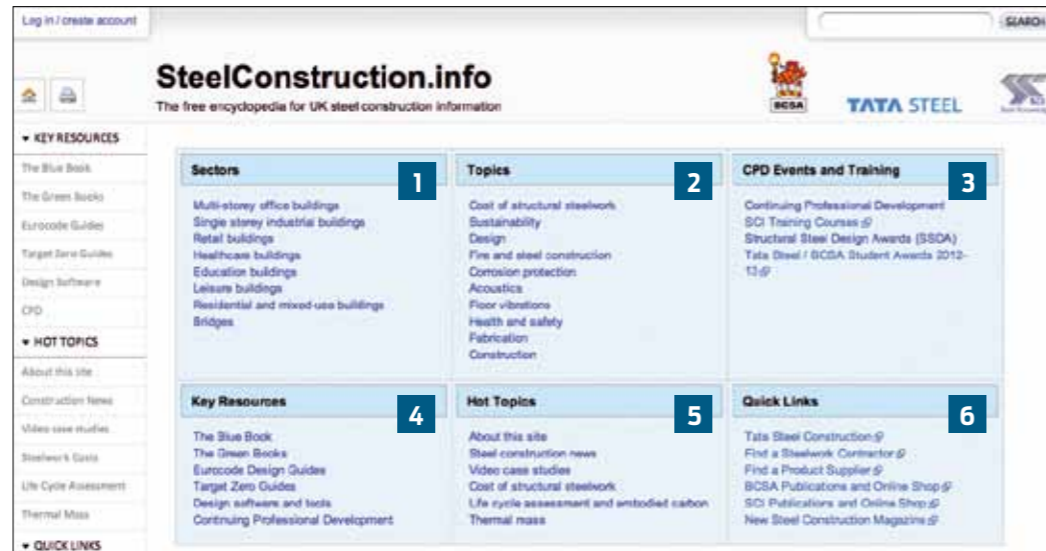 Log in / create account
SEARCH
SteelConstruction.info
The free encyclopedia for UK steel construction information
BCSA
TATA STEEL
SCI
▼ KEY RESOURCES
The Blue Book
The Green Books
Eurocode Guides
Target Zero Guides
Design Software
CPD
▼ HOT TOPICS
About this site
Construction News
Video case studies
Steelwork Costs
Life Cycle Assessment
Thermal Mass
▼ QUICK LINKS
Sectors
1
Multi-storey office buildings
Single storey industrial buildings
Retail buildings
Healthcare buildings
Education buildings
Leisure buildings
Residential and mixed-use buildings
Bridges
Topics
2
Cost of structural steelwork
Sustainability
Design
Fire and steel construction
Corrosion protection
Acoustics
Floor vibrations
Health and safety
Fabrication
Construction
CPD Events and Training
3
Continuing Professional Development
SCI Training Courses
Structural Steel Design Awards (SSDA)
Tata Steel / BCSA Student Awards 2012-
13
Key Resources
4
The Blue Book
The Green Books
Eurocode Design Guides
Target Zero Guides
Design software and tools
Continuing Professional Development
Hot Topics
5
About this site
Steel construction news
Video case studies
Cost of structural steelwork
Life cycle assessment and embodied carbon
Thermal mass
Quick Links
6
Tata Steel Construction
Find a Steelwork Contractor
Find a Product Supplier
BCSA Publications and Online Shop
SCI Publications and Online Shop
New Steel Construction Magazine